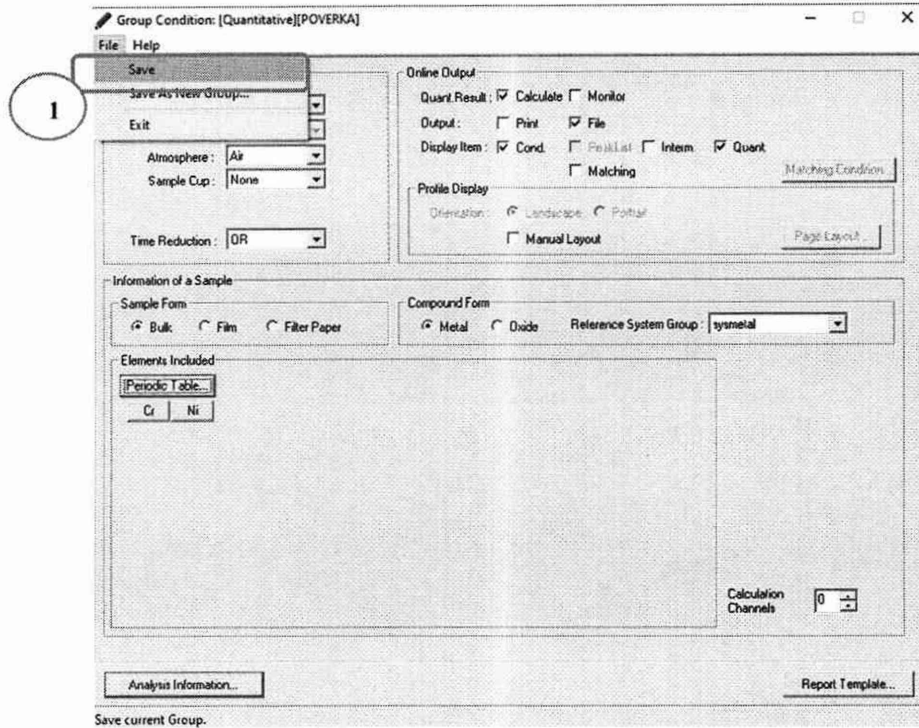 Group Condition: [Quantitative][POVERKA]
File Help
Save
Save As New Group...
Exit
1
Atmosphere : Air
Sample Cup : None
Time Reduction : OR
Online Output
Quant.Result : Calculate Monitor
Output : Print File
Display Item : Cond. PeakList Interm. Quant
Matching
Matching Condition
Profile Display
Orientation : Landscape Portrait
Manual Layout
Page Layout...
Information of a Sample
Sample Form
Bulk Film Filter Paper
Compound Form
Metal Oxide Reference System Group : sysmetal
Elements Included
Periodic Table...
Cr Ni
Calculation
Channels 0
Analysis Information...
Report Template...
Save current Group.